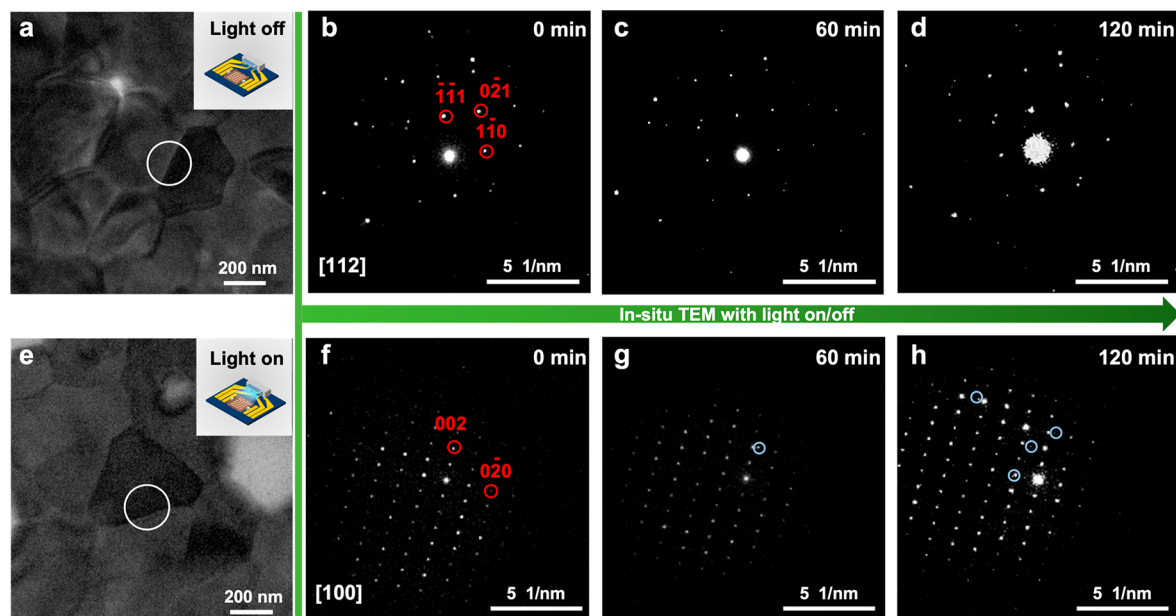 a
Light off
200 nm
b
0 min
1̄1̄1
02̄1
11̄0
[112]
5 1/nm
c
60 min
5 1/nm
d
120 min
5 1/nm
In-situ TEM with light on/off
e
Light on
200 nm
f
0 min
002
02̄0
[100]
5 1/nm
g
60 min
5 1/nm
h
120 min
5 1/nm